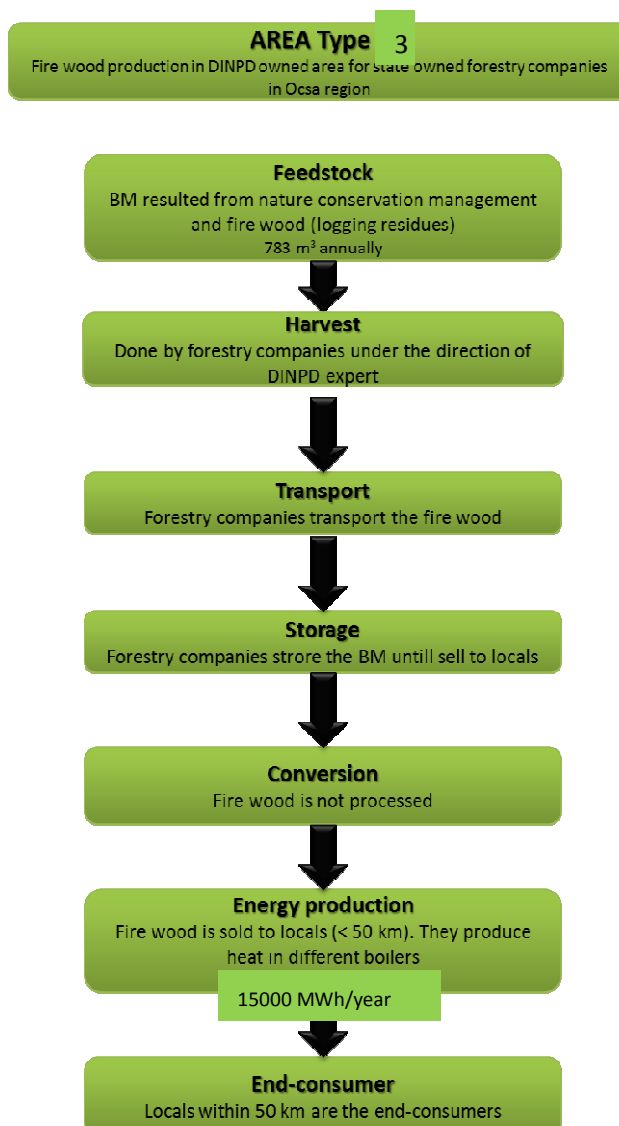 AREA Type 3
Fire wood production in DINPD owned area for state owned forestry companies
in Ocsa region
Feedstock
BM resulted from nature conservation management
and fire wood (logging residues)
783 m³ annually
Harvest
Done by forestry companies under the direction of
DINPD expert
Transport
Forestry companies transport the fire wood
Storage
Forestry companies strore the BM untill sell to locals
Conversion
Fire wood is not processed
Energy production
Fire wood is sold to locals (< 50 km). They produce
heat in different boilers
15000 MWh/year
End-consumer
Locals within 50 km are the end-consumers